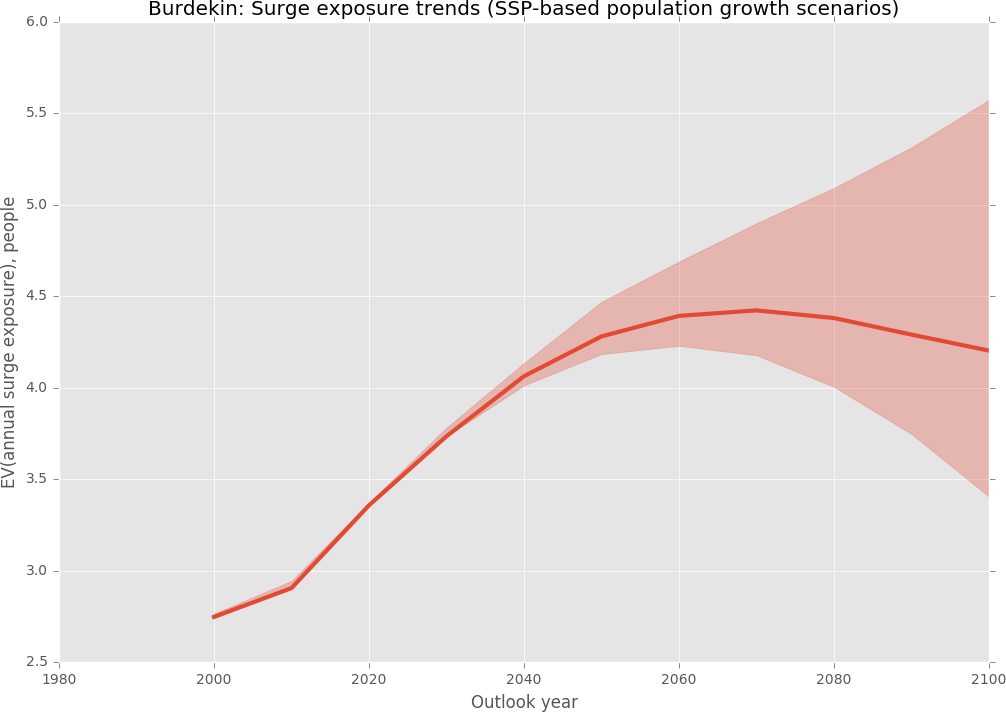 Burdekin: Surge exposure trends (SSP-based population growth scenarios)
EV(annual surge exposure), people
6.0
5.5
5.0
4.5
4.0
3.5
3.0
2.5
1980 2000 2020 2040 2060 2080 2100
Outlook year